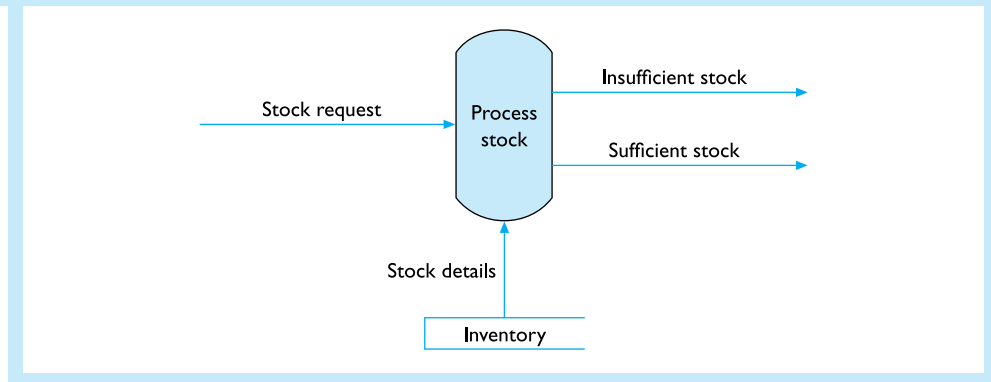 Insufficient stock
Stock request
Process
stock
Sufficient stock
Stock details
Inventory